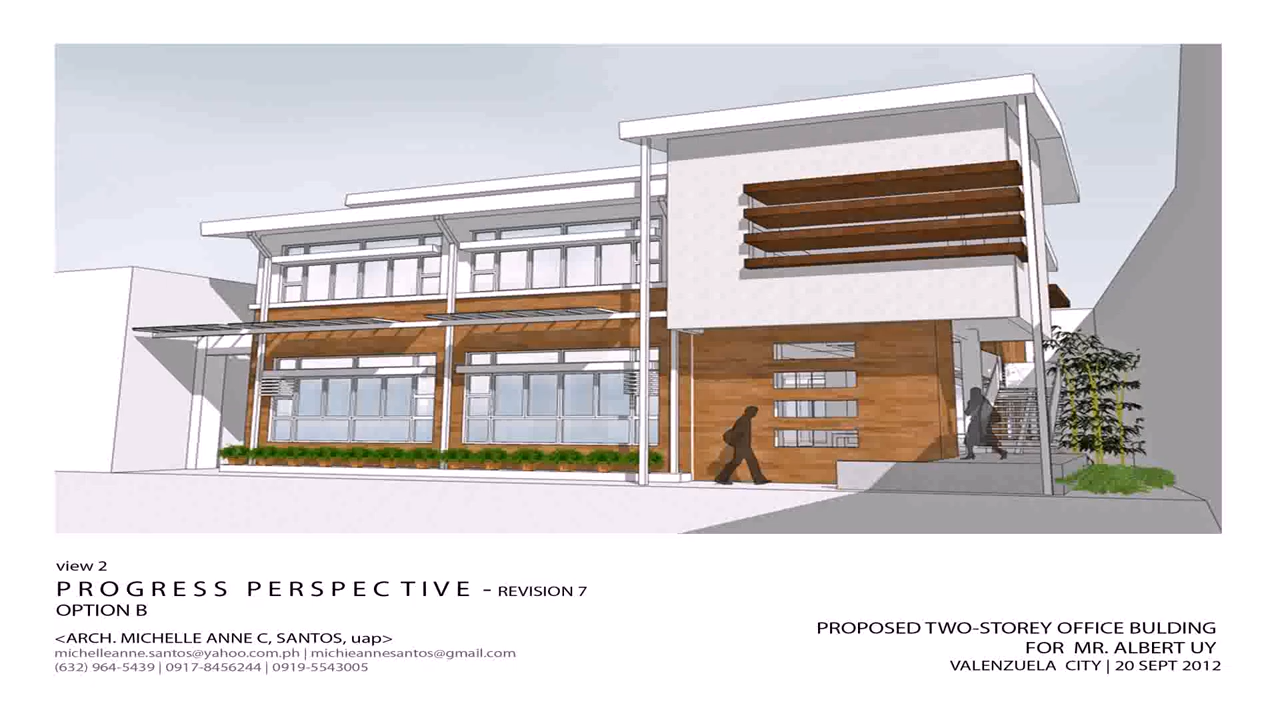 view 2
PROGRESS PERSPECTIVE - REVISION 7
OPTION B
<ARCH. MICHELLE ANNE C, SANTOS, uap>
michelleanne.santos@yahoo.com.ph | michieannesantos@gmail.com
(632) 964-5439 | 0917-8456244 | 0919-5543005
PROPOSED TWO-STOREY OFFICE BULDING
FOR MR. ALBERT UY
VALENZUELA CITY | 20 SEPT 2012